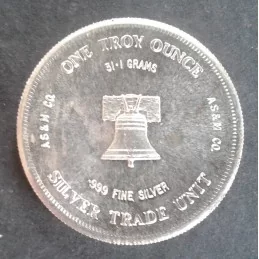 ONE TROY OUNCE
31·1 GRAMS
AS&M CO
AS&M CO
·999 FINE SILVER
SILVER TRADE UNIT